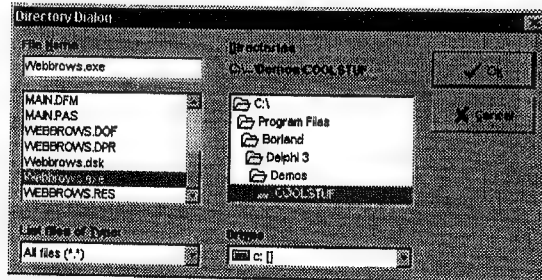 Directory Dialog
File Name
Webbrows.exe
MAIN.DFM
MAIN.PAS
WEBBROWS.DOF
WEBBROWS.DPR
Webbrows.dsk
Webbrows.exe
WEBBROWS.RES
List files of Type:
All files (*.*)
Directories
C:\...\Demos\COOLSTUF
C:\
Program Files
Borland
Delphi 3
Demos
COOLSTUF
Drives
c: []
Ok
Cancel